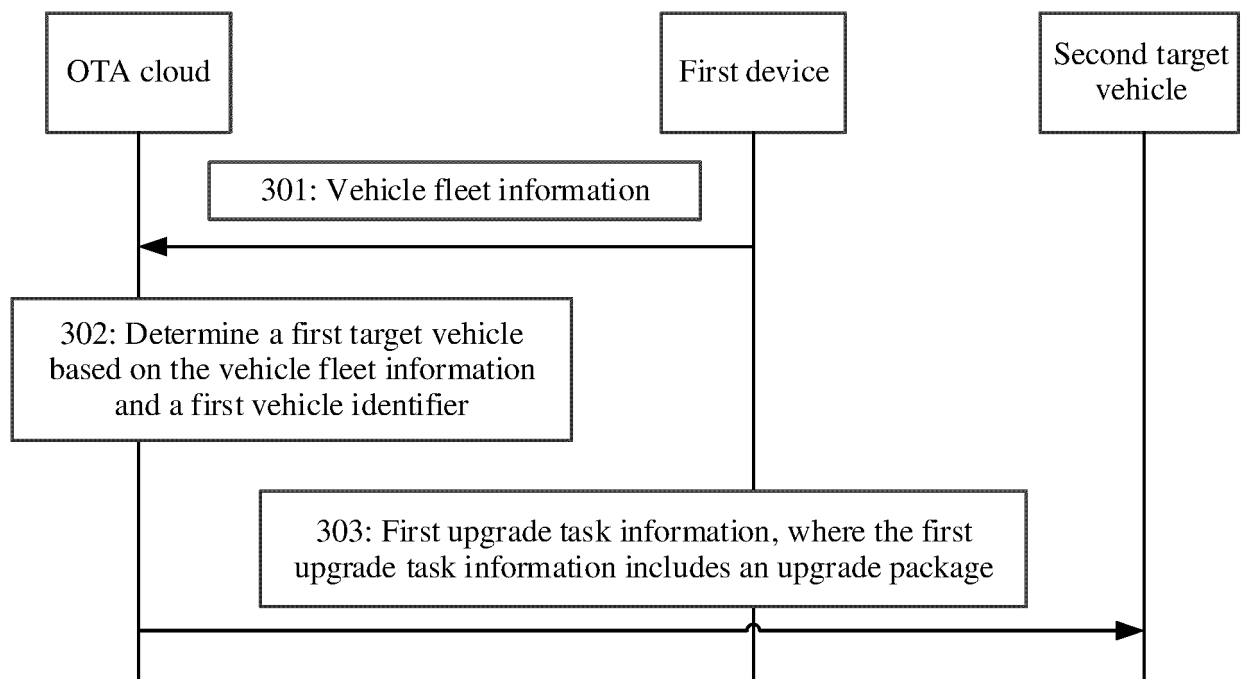 OTA cloud
First device
Second target
vehicle
301: Vehicle fleet information
302: Determine a first target vehicle
based on the vehicle fleet information
and a first vehicle identifier
303: First upgrade task information, where the first
upgrade task information includes an upgrade package